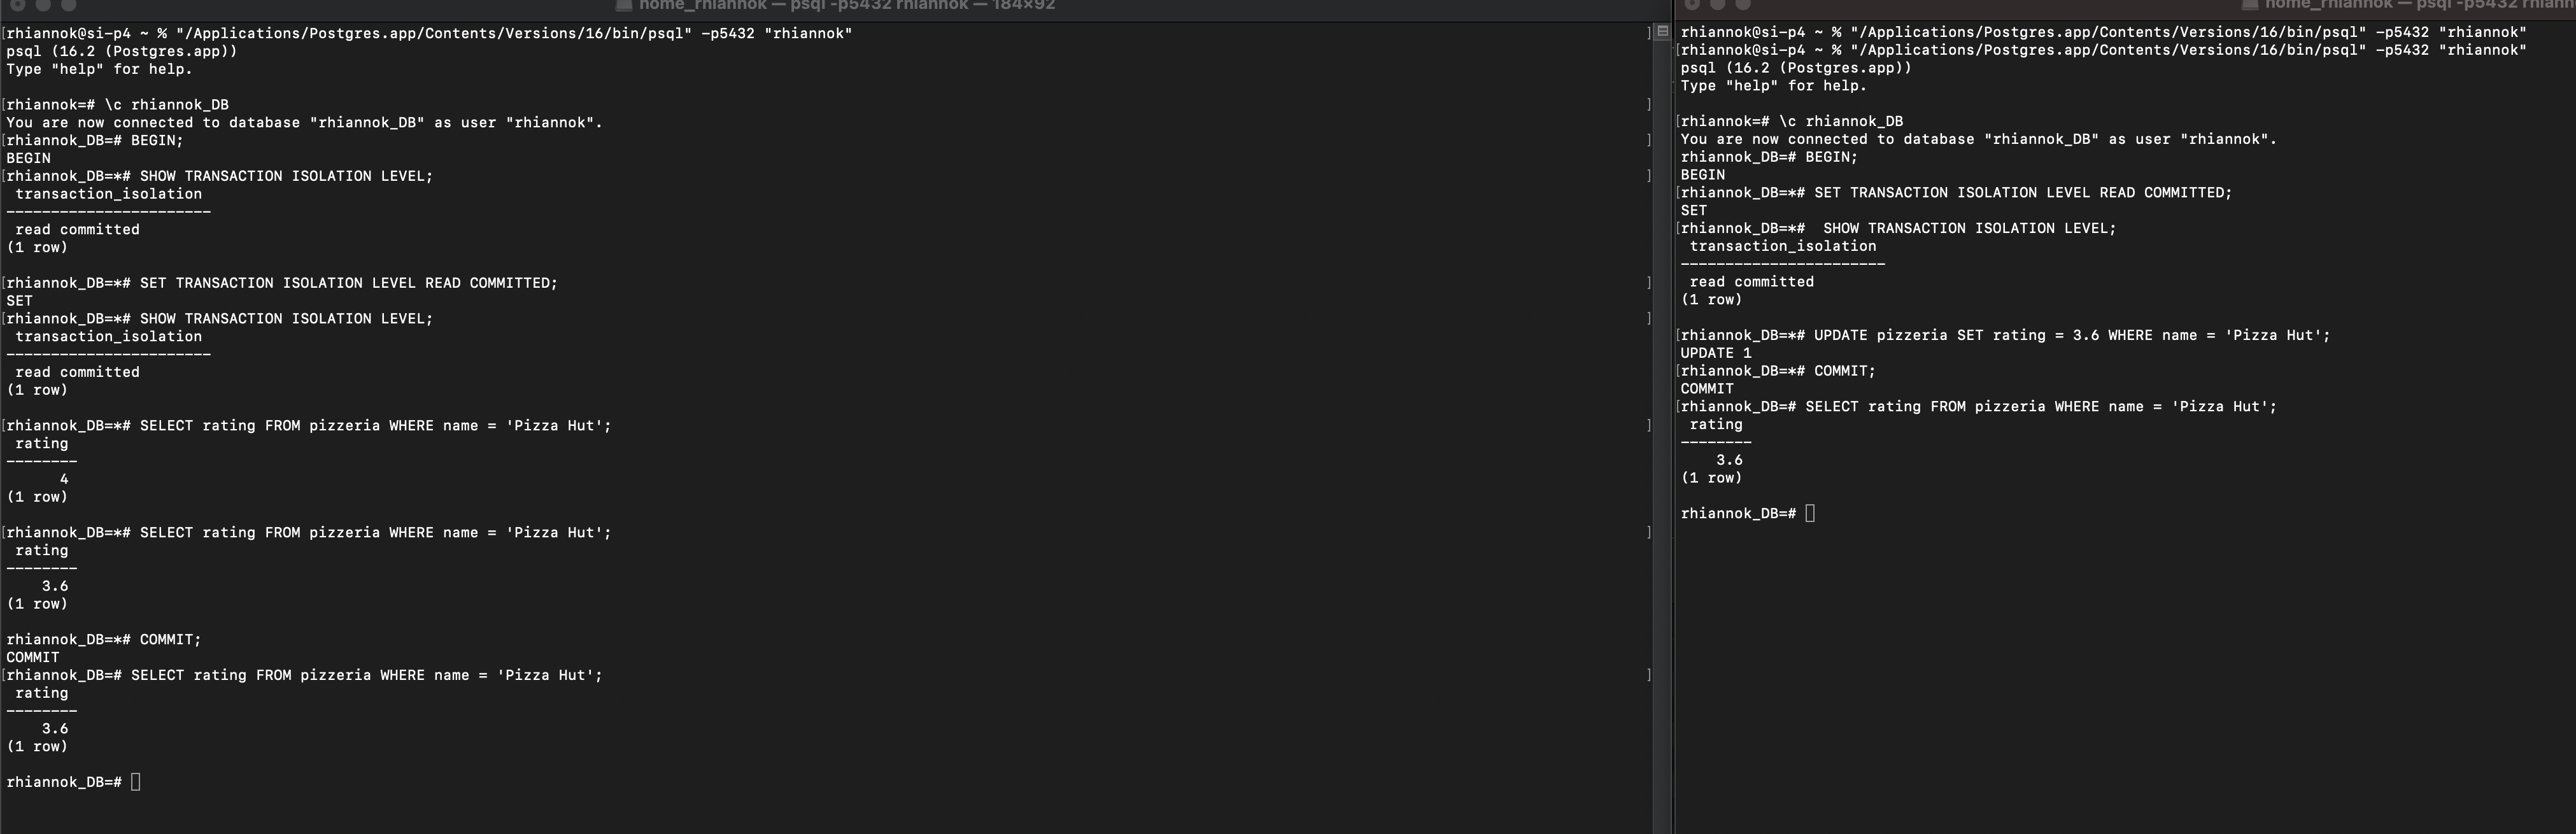 home_rhiannok — psql -p5432 rhiannok — 184×92
[rhiannok@si-p4 ~ % "/Applications/Postgres.app/Contents/Versions/16/bin/psql" -p5432 "rhiannok" ]
psql (16.2 (Postgres.app))
Type "help" for help.
[rhiannok=# \c rhiannok_DB ]
You are now connected to database "rhiannok_DB" as user "rhiannok".
[rhiannok_DB=# BEGIN; ]
BEGIN
[rhiannok_DB=*# SHOW TRANSACTION ISOLATION LEVEL; ]
transaction_isolation
-----------------------
read committed
(1 row)
[rhiannok_DB=*# SET TRANSACTION ISOLATION LEVEL READ COMMITTED; ]
SET
[rhiannok_DB=*# SHOW TRANSACTION ISOLATION LEVEL; ]
transaction_isolation
-----------------------
read committed
(1 row)
[rhiannok_DB=*# SELECT rating FROM pizzeria WHERE name = 'Pizza Hut'; ]
rating
--------
4
(1 row)
[rhiannok_DB=*# SELECT rating FROM pizzeria WHERE name = 'Pizza Hut'; ]
rating
--------
3.6
(1 row)
rhiannok_DB=*# COMMIT;
COMMIT
[rhiannok_DB=# SELECT rating FROM pizzeria WHERE name = 'Pizza Hut'; ]
rating
--------
3.6
(1 row)
rhiannok_DB=#
home_rhiannok — psql -p5432
rhiannok@si-p4 ~ % "/Applications/Postgres.app/Contents/Versions/16/bin/psql" -p5432 "rhiannok"
[rhiannok@si-p4 ~ % "/Applications/Postgres.app/Contents/Versions/16/bin/psql" -p5432 "rhiannok"
psql (16.2 (Postgres.app))
Type "help" for help.
[rhiannok=# \c rhiannok_DB
You are now connected to database "rhiannok_DB" as user "rhiannok".
rhiannok_DB=# BEGIN;
BEGIN
[rhiannok_DB=*# SET TRANSACTION ISOLATION LEVEL READ COMMITTED;
SET
[rhiannok_DB=*#  SHOW TRANSACTION ISOLATION LEVEL;
transaction_isolation
-----------------------
read committed
(1 row)
[rhiannok_DB=*# UPDATE pizzeria SET rating = 3.6 WHERE name = 'Pizza Hut';
UPDATE 1
[rhiannok_DB=*# COMMIT;
COMMIT
[rhiannok_DB=# SELECT rating FROM pizzeria WHERE name = 'Pizza Hut';
rating
--------
3.6
(1 row)
rhiannok_DB=#